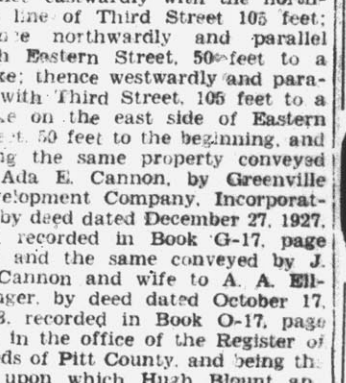 line of Third Street 105 feet;
northwardly and parallel
Eastern Street, 50 feet to a
thence westwardly and para-
with Third Street, 105 feet to a
on the east side of Eastern
50 feet to the beginning, and
the same property conveyed
Ada E. Cannon, by Greenville
velopment Company, Incorporat-
by deed dated December 27, 1927,
recorded in Book G-17, page
and the same conveyed by J.
Cannon and wife to A. A. Ell-
by deed dated October 17,
recorded in Book O-17, page
in the office of the Register of
ds of Pitt County, and being th
upon which Hugh Blount